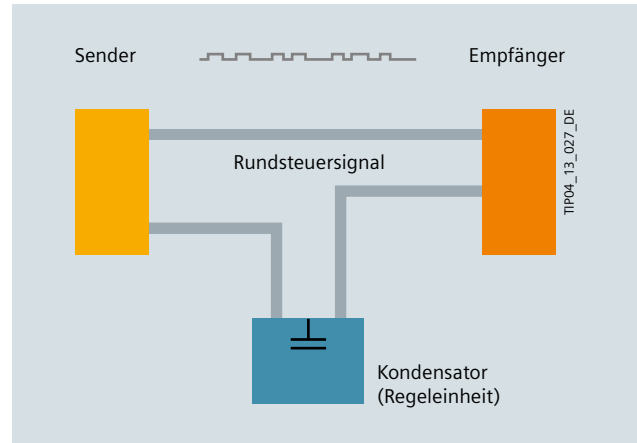 Sender
Empfänger
Rundsteuersignal
TIP04_13_027_DE
Kondensator
(Regeleinheit)